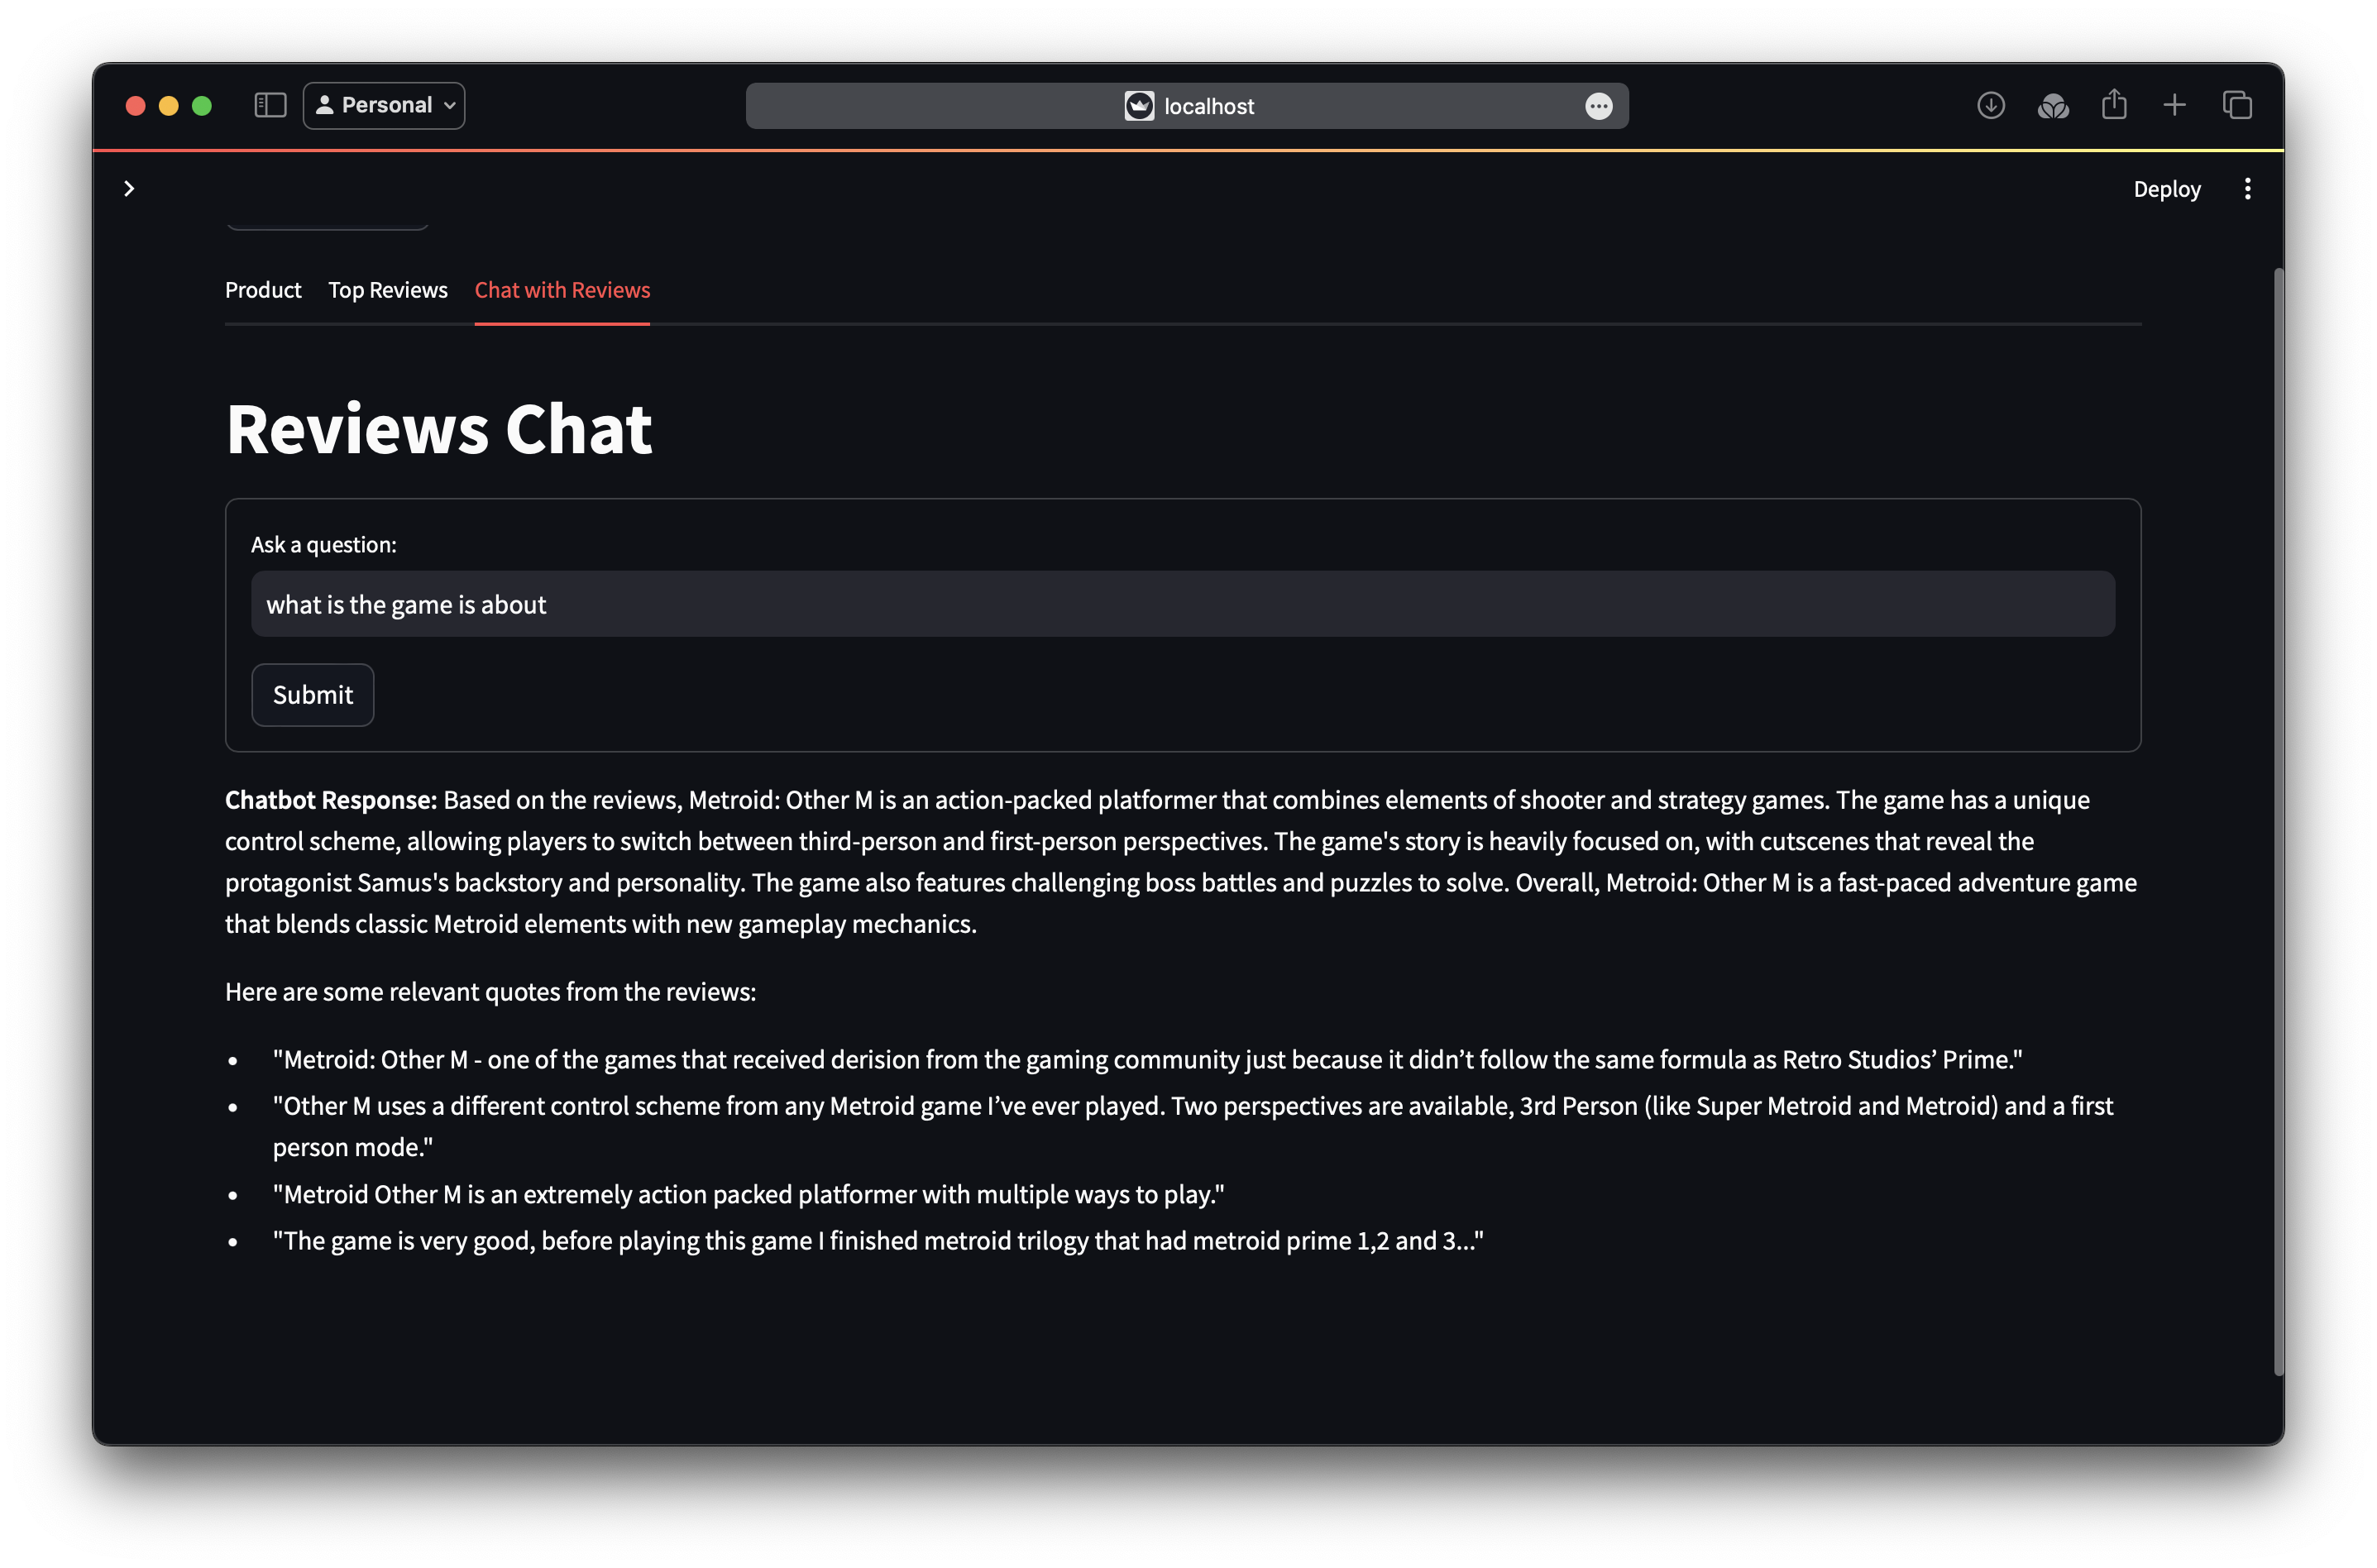 Personal
localhost
Deploy
Product Top Reviews Chat with Reviews
Reviews Chat
Ask a question:
what is the game is about
Submit
Chatbot Response: Based on the reviews, Metroid: Other M is an action-packed platformer that combines elements of shooter and strategy games. The game has a unique
control scheme, allowing players to switch between third-person and first-person perspectives. The game's story is heavily focused on, with cutscenes that reveal the
protagonist Samus's backstory and personality. The game also features challenging boss battles and puzzles to solve. Overall, Metroid: Other M is a fast-paced adventure game
that blends classic Metroid elements with new gameplay mechanics.
Here are some relevant quotes from the reviews:
• "Metroid: Other M - one of the games that received derision from the gaming community just because it didn’t follow the same formula as Retro Studios’ Prime."
• "Other M uses a different control scheme from any Metroid game I’ve ever played. Two perspectives are available, 3rd Person (like Super Metroid and Metroid) and a first
person mode."
• "Metroid Other M is an extremely action packed platformer with multiple ways to play."
• "The game is very good, before playing this game I finished metroid trilogy that had metroid prime 1,2 and 3..."